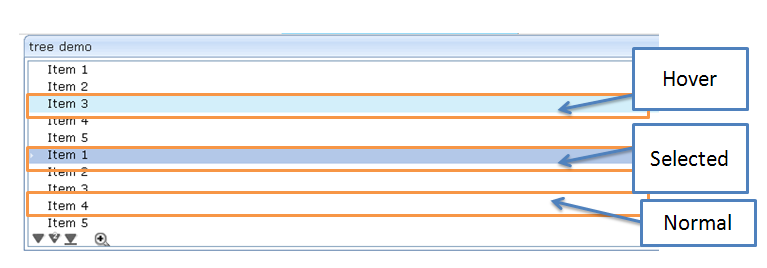 tree demo
Item 1
Item 2
Item 3
Item 4
Item 5
Item 1
Item 2
Item 3
Item 4
Item 5
Hover
Selected
Normal